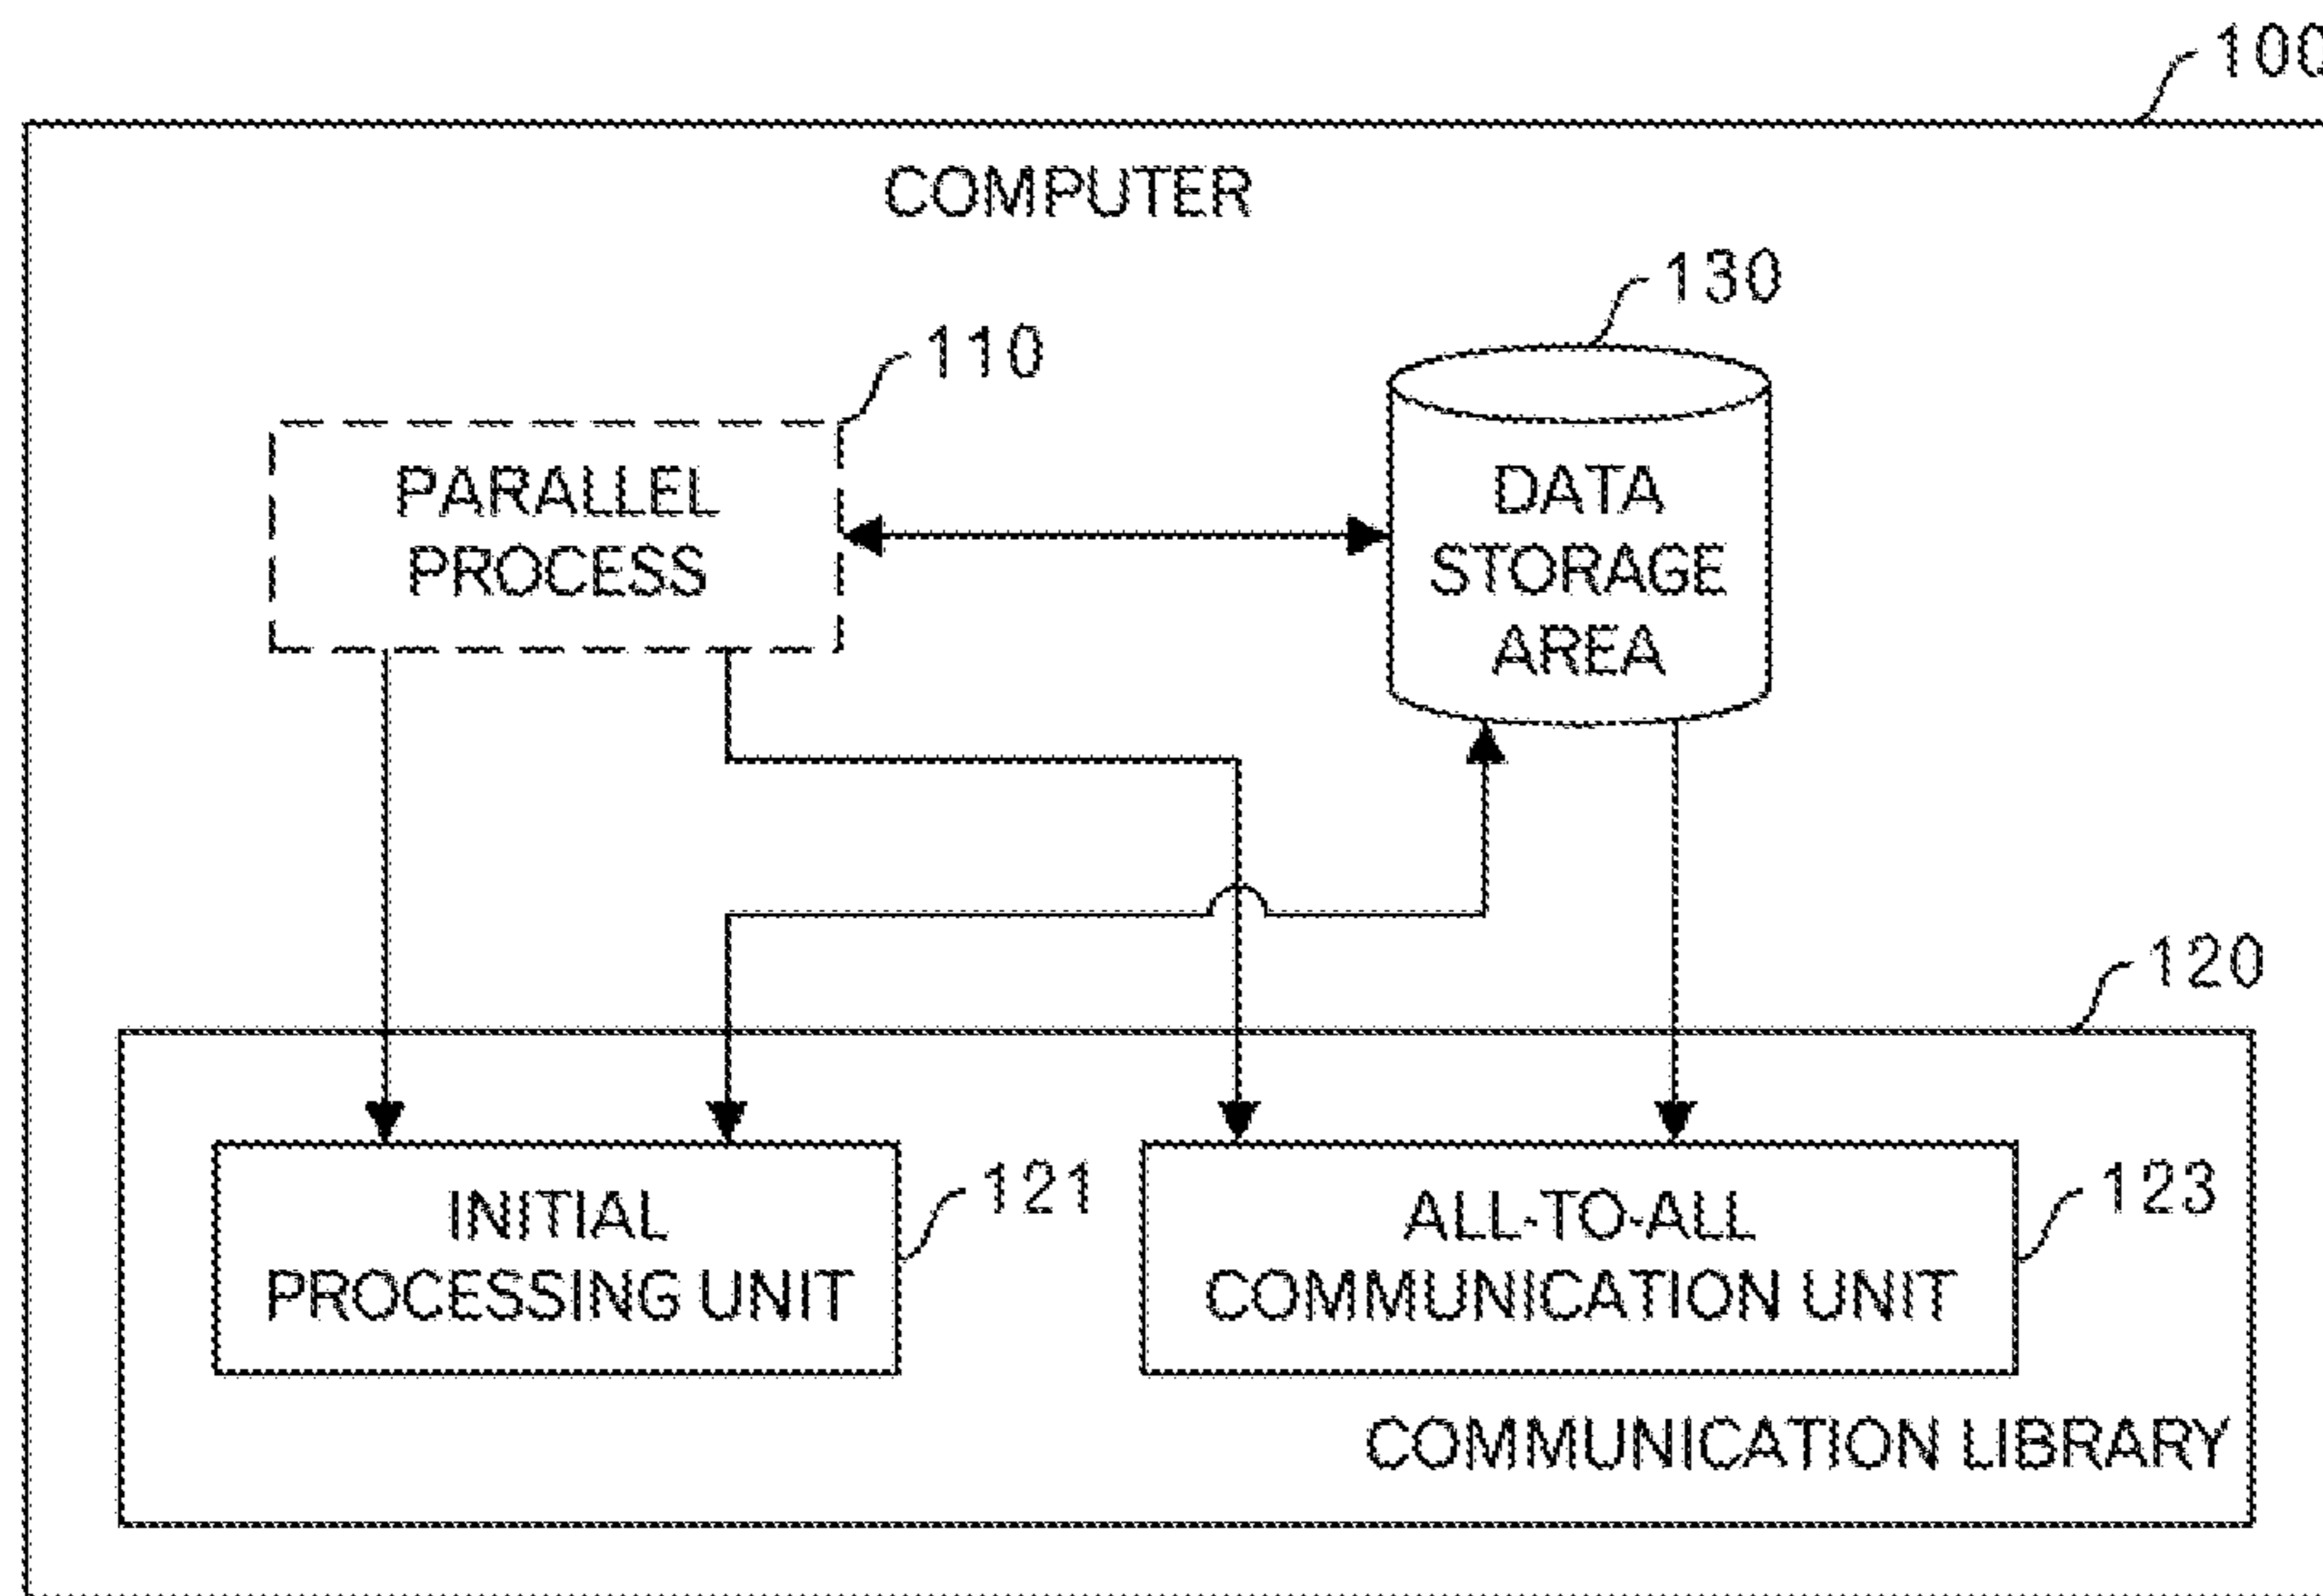 100
COMPUTER
130
110
PARALLEL
PROCESS
DATA
STORAGE
AREA
120
INITIAL
PROCESSING UNIT
121
ALL-TO-ALL
COMMUNICATION UNIT
123
COMMUNICATION LIBRARY